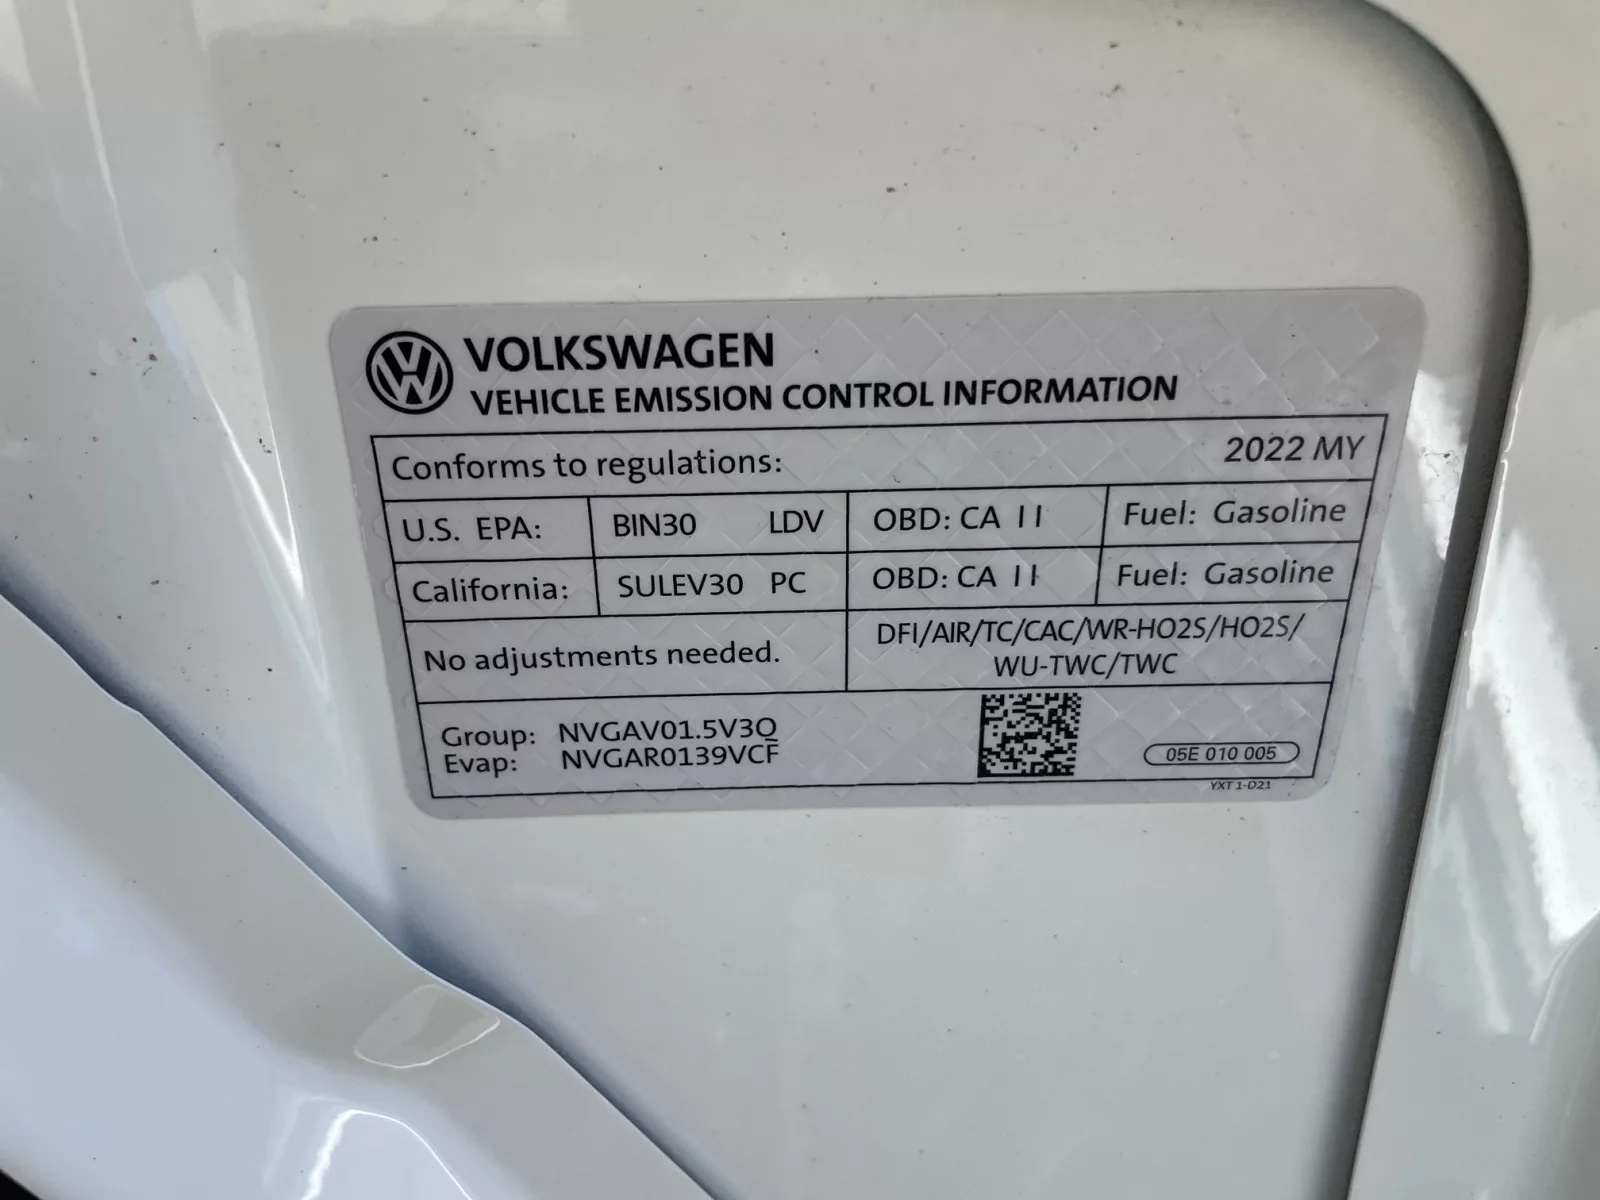 VOLKSWAGEN
VEHICLE EMISSION CONTROL INFORMATION
Conforms to regulations: 2022 MY
U.S. EPA: BIN30 LDV OBD: CA II Fuel: Gasoline
California: SULEV30 PC OBD: CA II Fuel: Gasoline
No adjustments needed.
DFI/AIR/TC/CAC/WR-HO2S/HO2S/
WU-TWC/TWC
Group: NVGAV01.5V3Q
Evap: NVGAR0139VCF
05E 010 005
YXT 1-D21